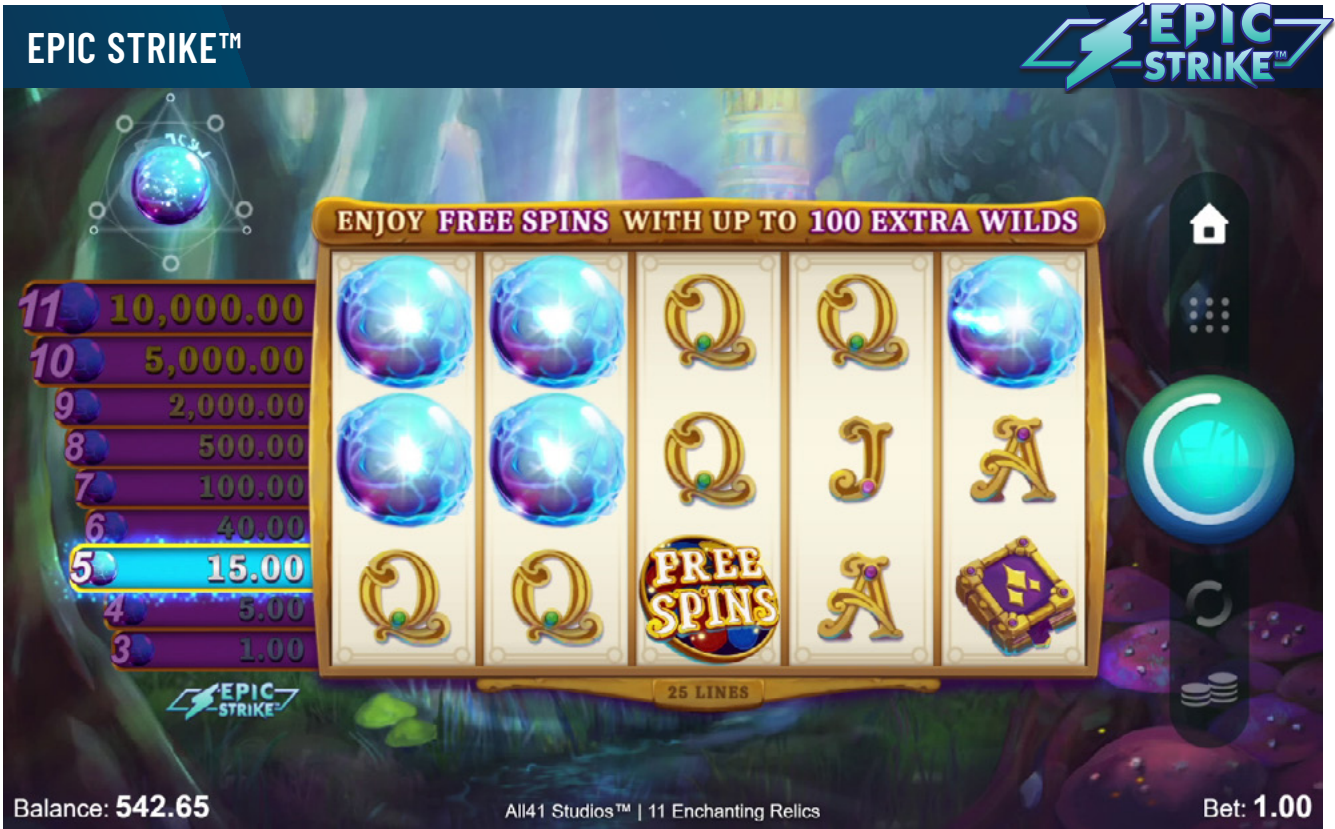 EPIC STRIKE™
EPIC
STRIKE™
ENJOY FREE SPINS WITH UP TO 100 EXTRA WILDS
11 10,000.00
10 5,000.00
9 2,000.00
8 500.00
7 100.00
6 40.00
5 15.00
4 5.00
3 1.00
Q Q
Q J A
FREE
SPINS
Q Q A
EPIC
STRIKE™
25 LINES
Balance: 542.65
All41 Studios™ | 11 Enchanting Relics
Bet: 1.00